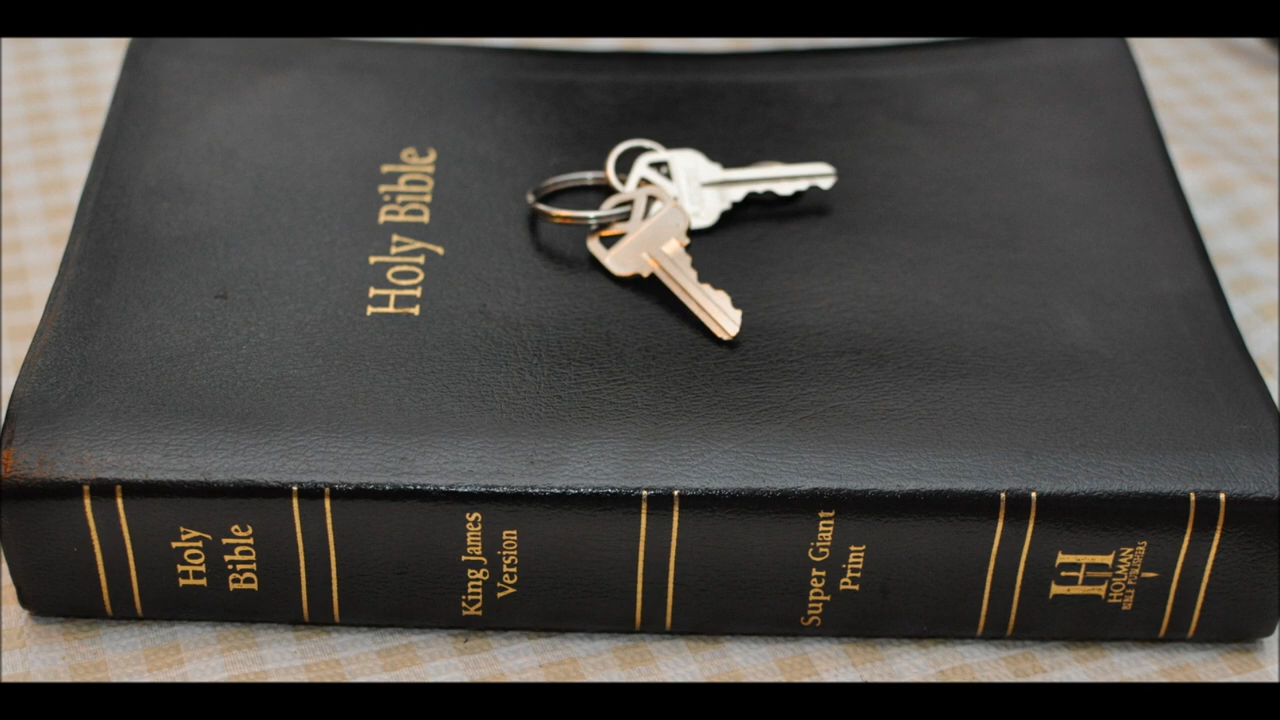 Holy Bible
Holy
Bible
King James
Version
Super Giant
Print
HOLMAN
BIBLE PUBLISHERS